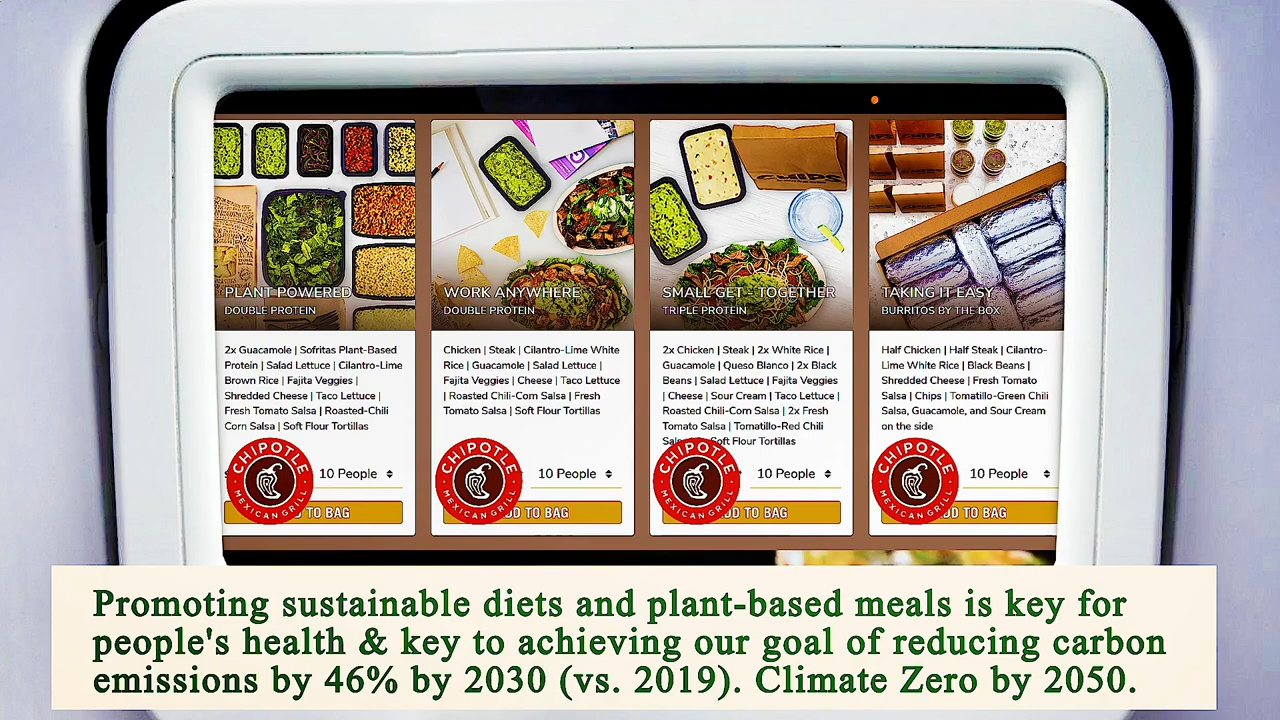 CHIPS
CHIPS
PLANT POWERED
DOUBLE PROTEIN
2x Guacamole | Sofritas Plant-Based
Protein | Salad Lettuce | Cilantro-Lime
Brown Rice | Fajita Veggies |
Shredded Cheese | Taco Lettuce |
Fresh Tomato Salsa | Roasted-Chili
Corn Salsa | Soft Flour Tortillas
10 People
CHIPOTLE
MEXICAN GRILL
TO BAG
WORK ANYWHERE
DOUBLE PROTEIN
Chicken | Steak | Cilantro-Lime White
Rice | Guacamole | Salad Lettuce |
Fajita Veggies | Cheese | Taco Lettuce
| Roasted Chili-Corn Salsa | Fresh
Tomato Salsa | Soft Flour Tortillas
10 People
CHIPOTLE
MEXICAN GRILL
TO BAG
SMALL GET - TOGETHER
TRIPLE PROTEIN
2x Chicken | Steak | 2x White Rice |
Guacamole | Queso Blanco | 2x Black
Beans | Salad Lettuce | Fajita Veggies
| Cheese | Sour Cream | Taco Lettuce |
Roasted Chili-Corn Salsa | 2x Fresh
Tomato Salsa | Tomatillo-Red Chili
Soft Flour Tortillas
10 People
CHIPOTLE
MEXICAN GRILL
TO BAG
TAKING IT EASY
BURRITOS BY THE BOX
Half Chicken | Half Steak | Cilantro-
Lime White Rice | Black Beans |
Shredded Cheese | Fresh Tomato
Salsa | Chips | Tomatillo-Green Chili
Salsa, Guacamole, and Sour Cream
on the side
10 People
CHIPOTLE
MEXICAN GRILL
TO BAG
Promoting sustainable diets and plant-based meals is key for
people's health & key to achieving our goal of reducing carbon
emissions by 46% by 2030 (vs. 2019). Climate Zero by 2050.